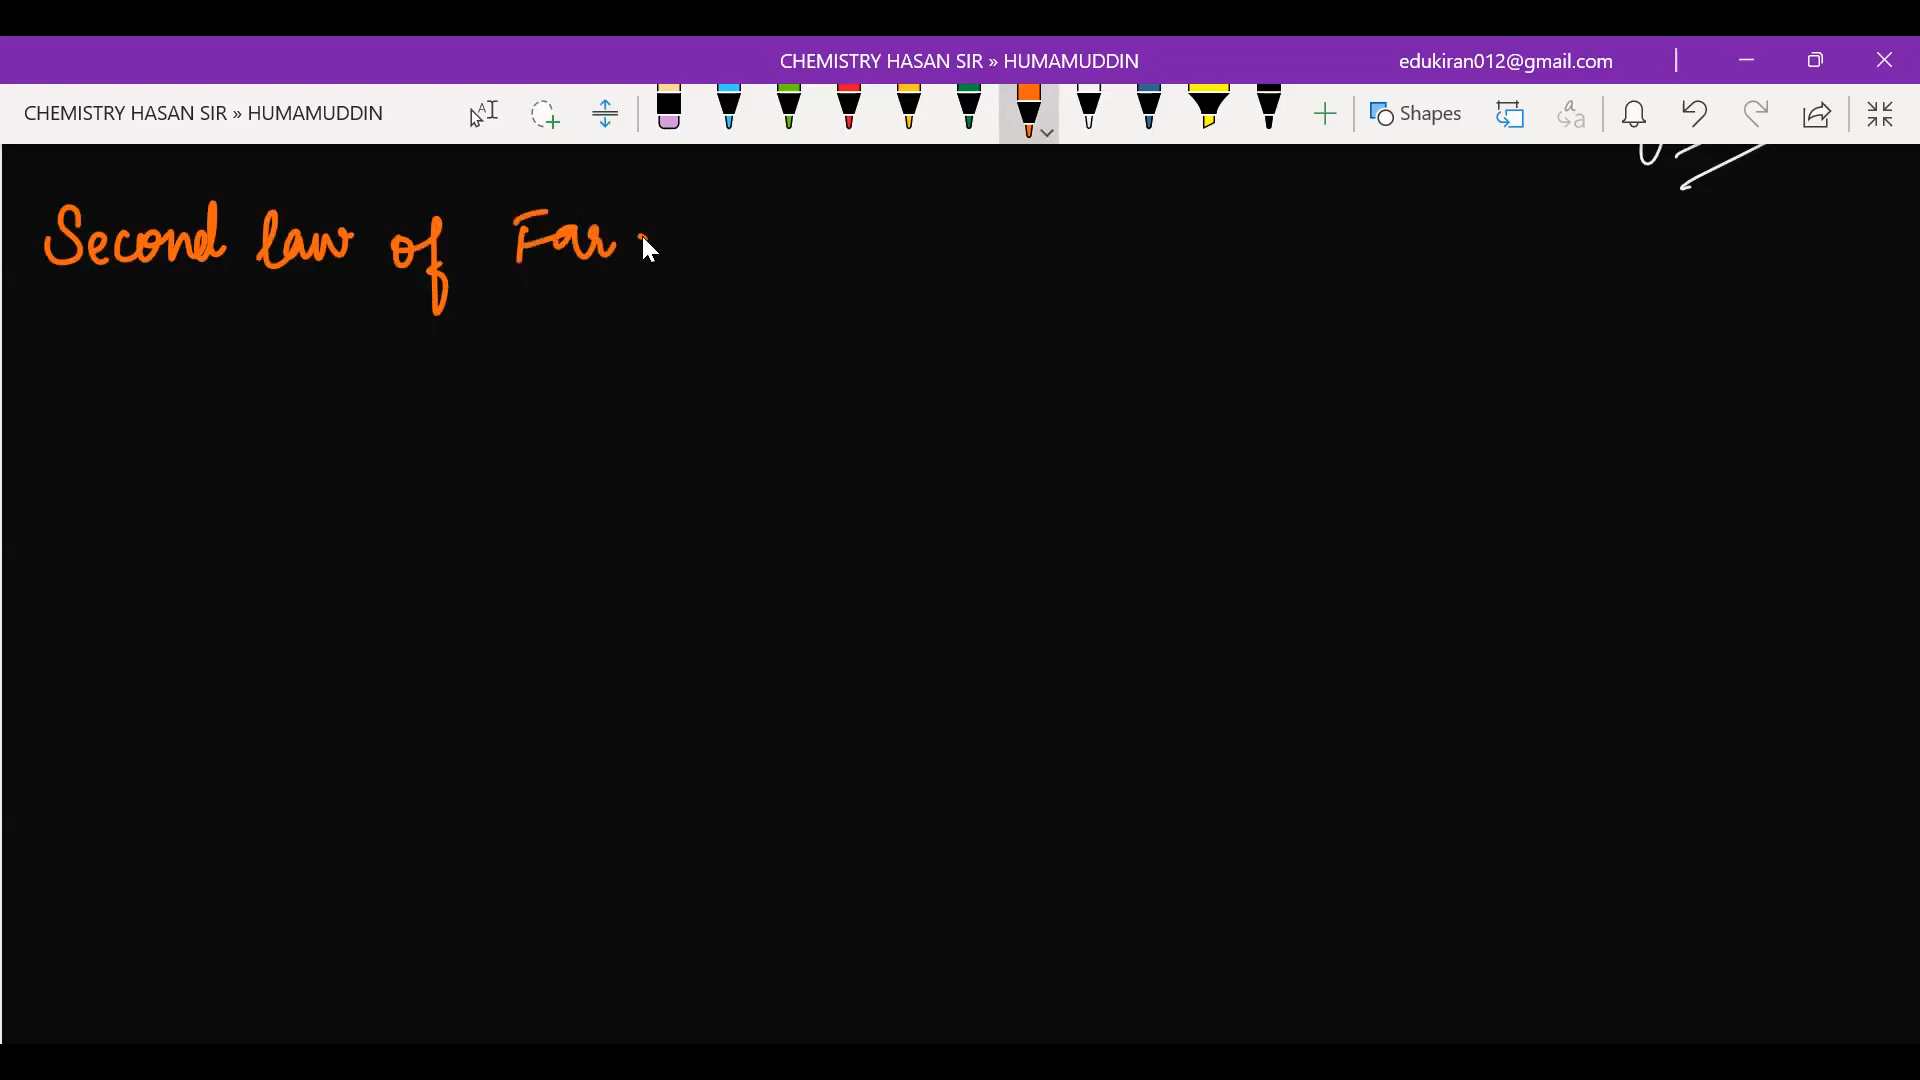 CHEMISTRY HASAN SIR » HUMAMUDDIN
edukiran012@gmail.com
CHEMISTRY HASAN SIR » HUMAMUDDIN
Shapes
Second law of Far